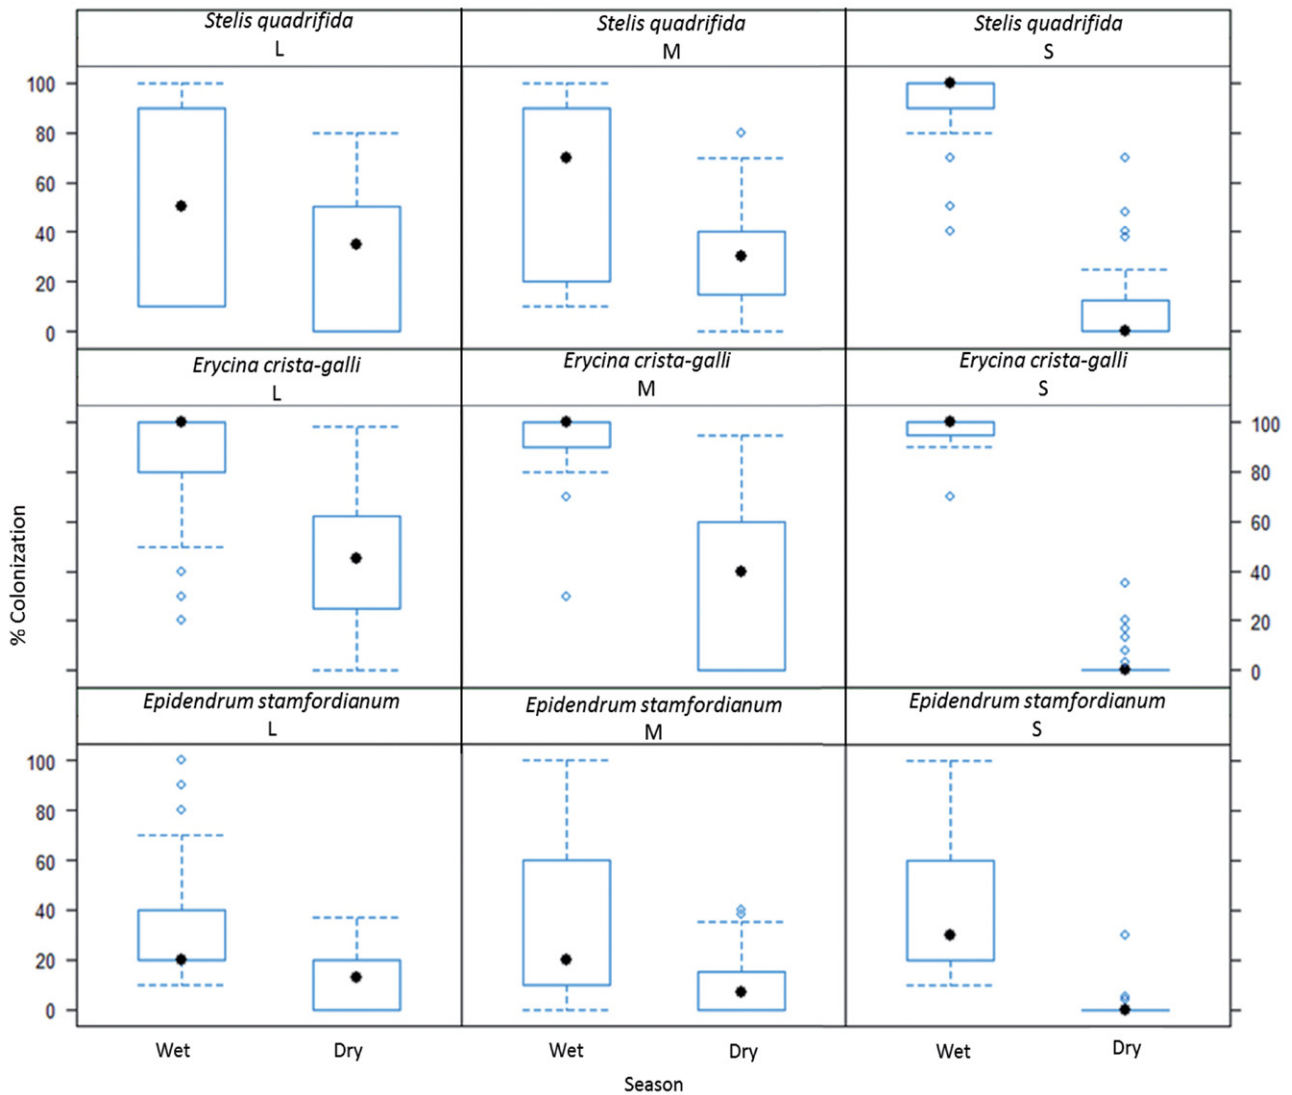 Stelis quadrifida Stelis quadrifida Stelis quadrifida
L M S
100
80
60
40
20
0
Erycina crista-galli Erycina crista-galli Erycina crista-galli
L M S
100
80
60
40
20
0
% Colonization
Epidendrum stamfordianum Epidendrum stamfordianum Epidendrum stamfordianum
L M S
100
80
60
40
20
0
Wet Dry Wet Dry Wet Dry
Season